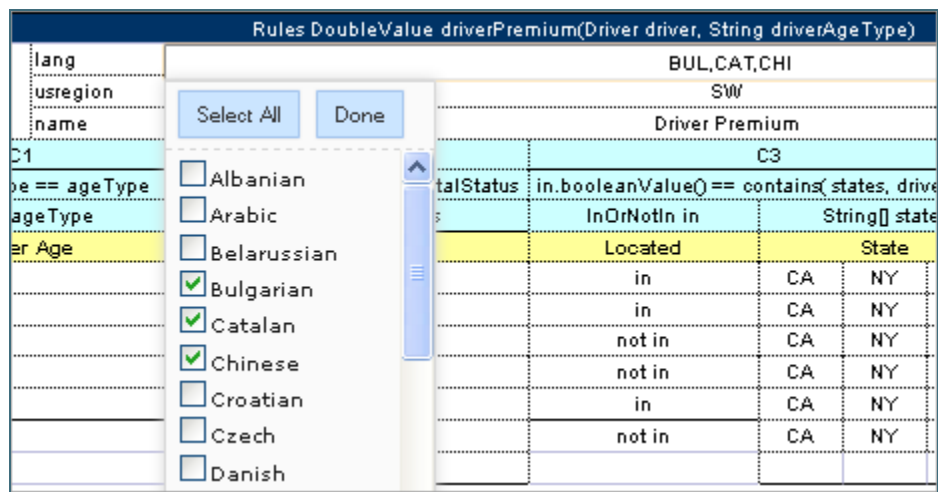 Rules DoubleValue driverPremium(Driver driver, String driverAgeType)
lang BUL,CAT,CHI
usregion SW
name Driver Premium
Select All Done
C1 C3
pe == ageType talStatus in.booleanValue() == contains( states, drive
ageType s InOrNotIn in String[] state
er Age Located State
Albanian
Arabic
Belarussian
Bulgarian
Catalan
Chinese
Croatian
Czech
Danish
in CA NY
in CA NY
not in CA NY
not in CA NY
in CA NY
not in CA NY